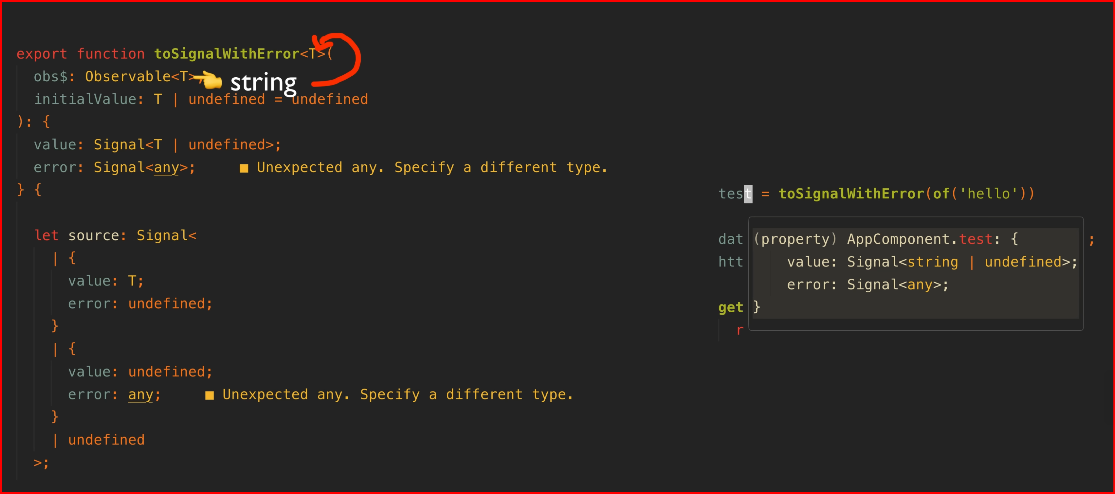 export function toSignalWithError<T>(
obs$: Observable<T> string
initialValue: T | undefined = undefined
): {
value: Signal<T | undefined>;
error: Signal<any>; ■ Unexpected any. Specify a different type.
} {
let source: Signal<
| {
value: T;
error: undefined;
}
| {
value: undefined;
error: any; ■ Unexpected any. Specify a different type.
}
| undefined
>;
test = toSignalWithError(of('hello'))
dat (property) AppComponent.test: { ;
htt value: Signal<string | undefined>;
error: Signal<any>;
get }
r